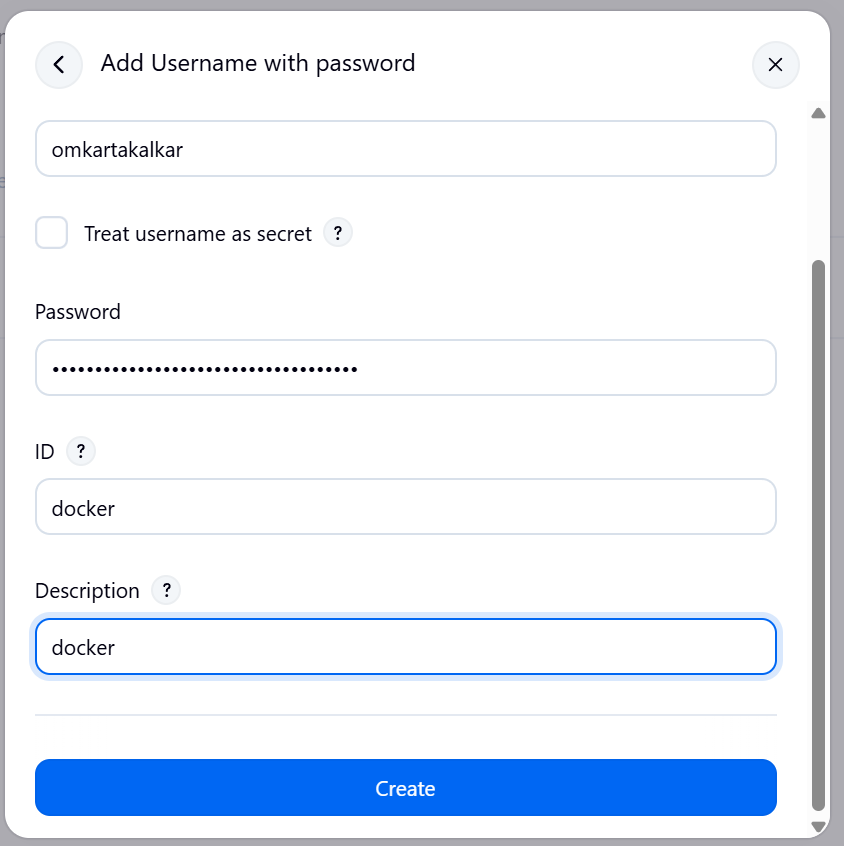 Add Username with password
omkartakalkar
Treat username as secret ?
Password
••••••••••••••••••••••••••••••••••••
ID ?
docker
Description ?
docker
Create